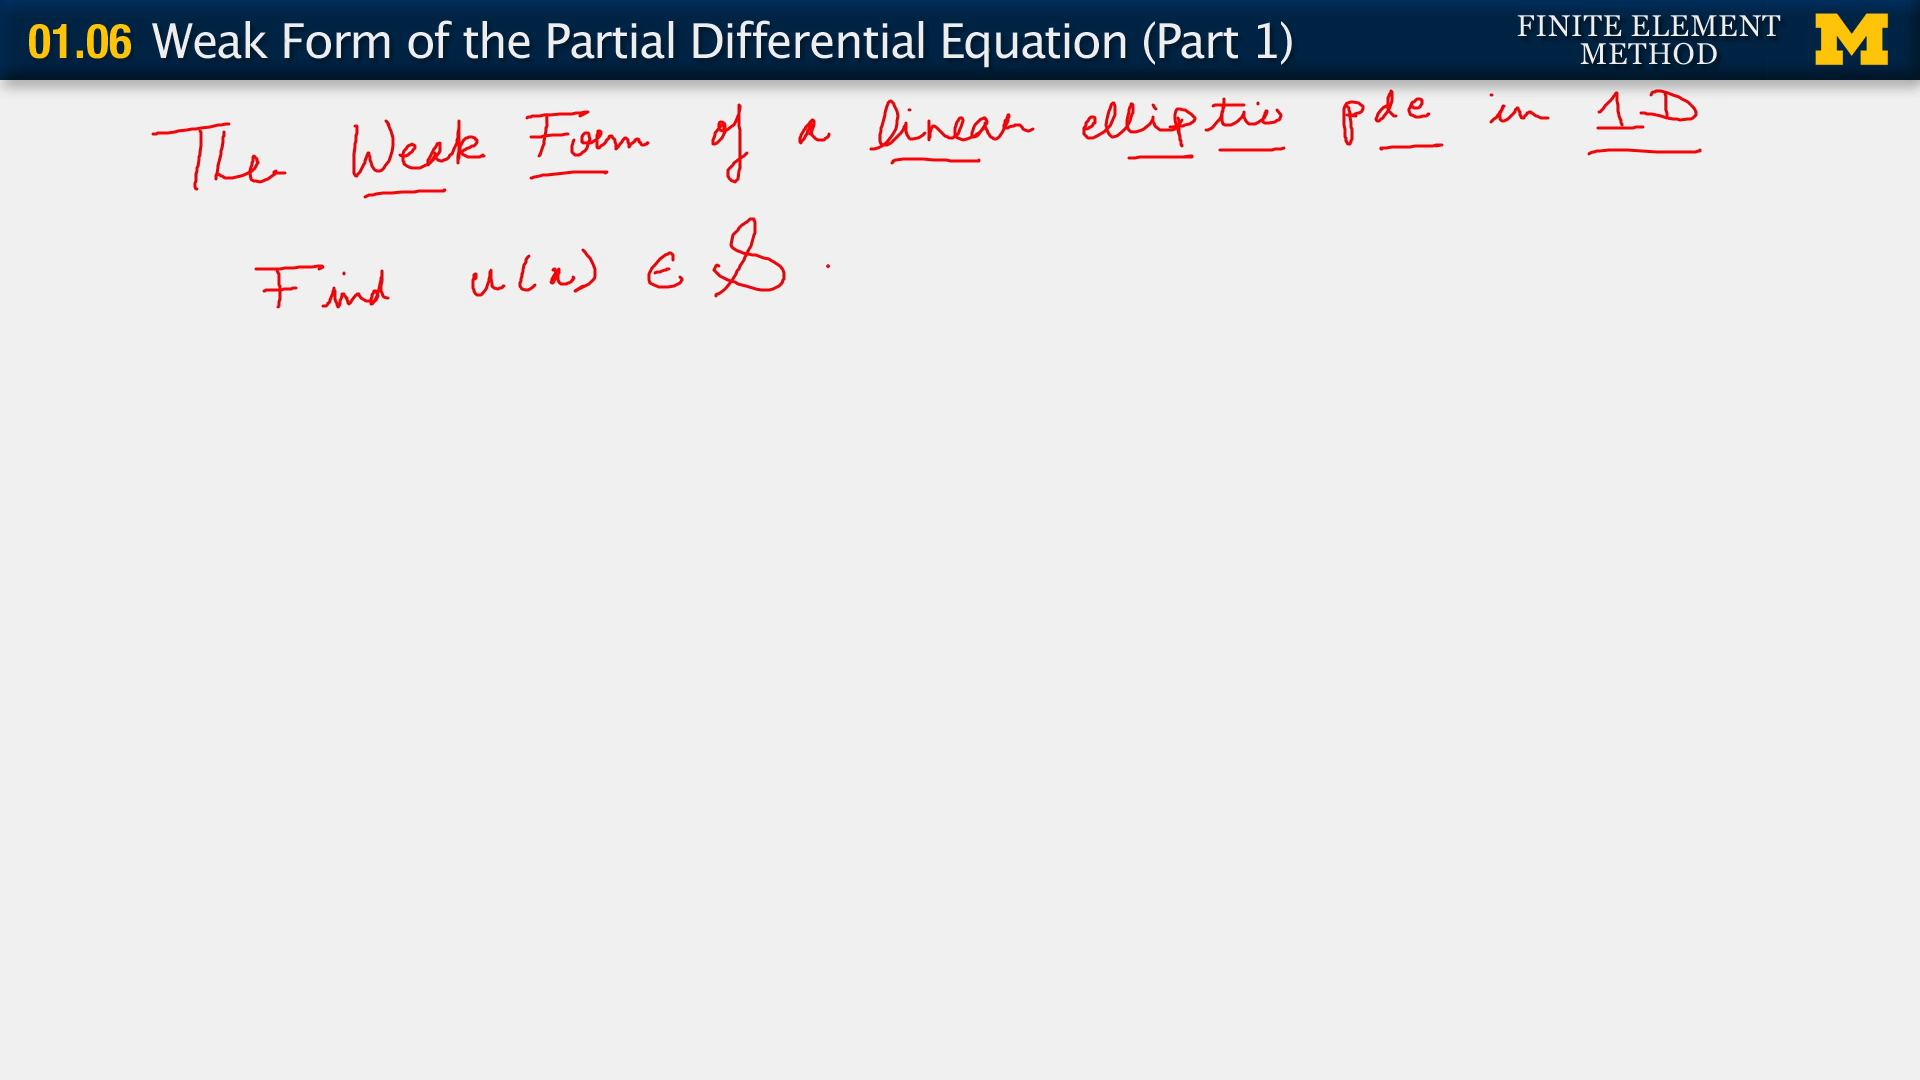 01.06 Weak Form of the Partial Differential Equation (Part 1)
FINITE ELEMENT
METHOD
M
The Weak Form of a linear elliptic pde in 1D
Find u(x) ∈ 𝒮 .